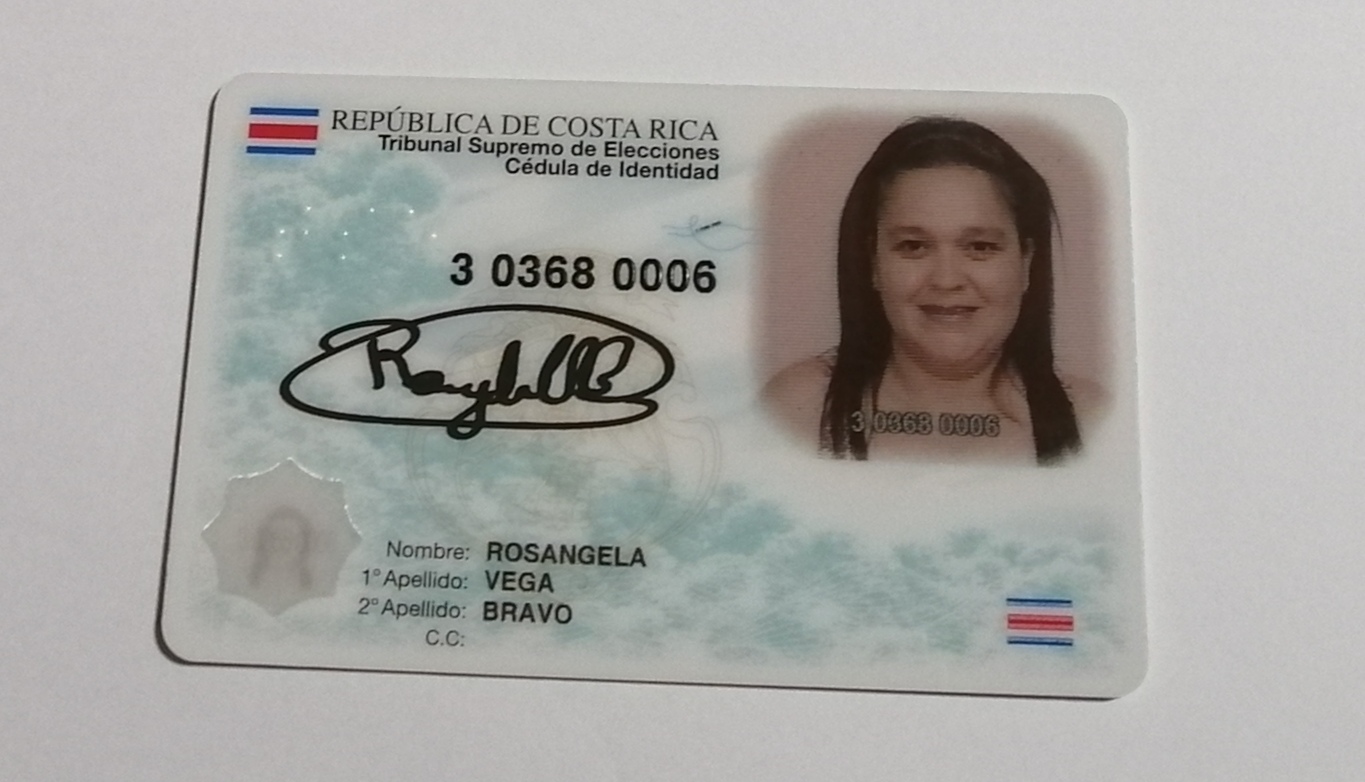 REPÚBLICA DE COSTA RICA
Tribunal Supremo de Elecciones
Cédula de Identidad
3 0368 0006
3 0368 0006
Nombre: ROSANGELA
1° Apellido: VEGA
2° Apellido: BRAVO
C.C: